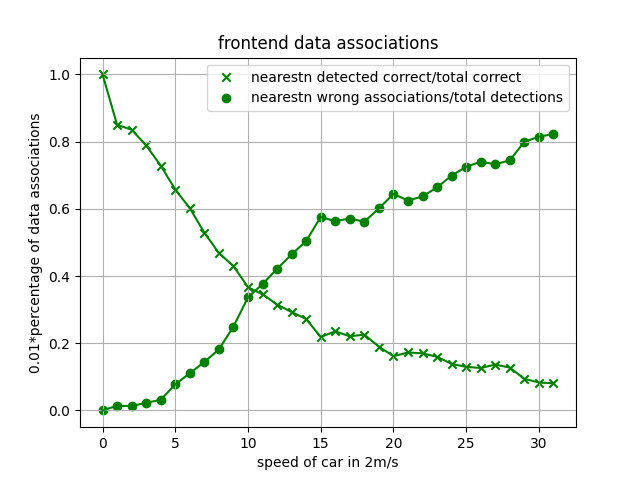 frontend data associations
nearestn detected correct/total correct
nearestn wrong associations/total detections
0.01*percentage of data associations
1.0
0.8
0.6
0.4
0.2
0.0
0 5 10 15 20 25 30
speed of car in 2m/s